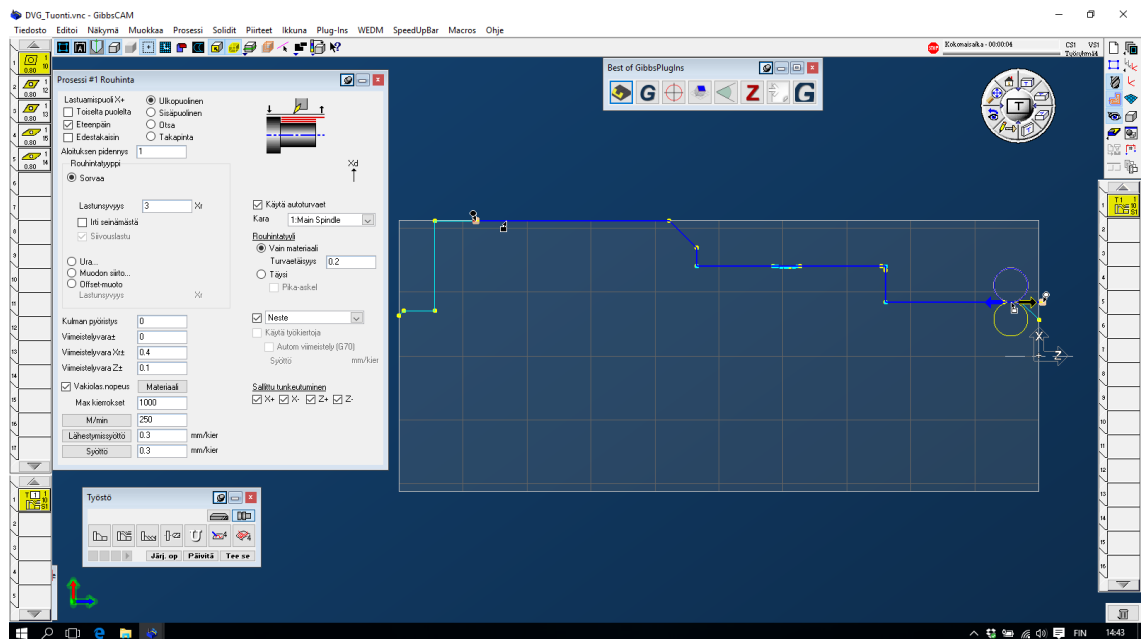 DVG_Tuonti.vnc - GibbsCAM
Tiedosto Editoi Näkymä Muokkaa Prosessi Solidit Piirteet Ikkuna Plug-Ins WEDM SpeedUpBar Macros Ohje
Kokonaisaika - 00:00:04
CS1 VS1
Best of GibbsPlugIns
Prosessi #1 Rouhinta
Lastuamispuoli X+
Toiselta puolelta
Eteenpäin
Edestakaisin
Ulkopuolinen
Sisäpuolinen
Otsa
Takapinta
Aloituksen pidennys 1
Rouhintatyyppi
Sorvaa
Lastunsyvyys 3 Xr
Irti seinämästä
Siivouslastu
Ura...
Muodon siirto...
Offset-muoto
Lastunsyvyys Xr
Kulman pyöristys 0
Viimeistelyvara± 0
Viimeistelyvara Xr± 0.4
Viimeistelyvara Z± 0.1
Vakiolas.nopeus Materiaali
Max kierrokset 1000
M/min 250
Lähestymissyöttö 0.3 mm/kier
Syöttö 0.3 mm/kier
Xd
Käytä autoturvaet
Kara 1:Main Spindle
Rouhintatyyli
Vain materiaali
Turvaetäisyys 0.2
Täysi
Pika-askel
Neste
Käytä työkiertoja
Autom viimeistely (G70)
Syöttö mm/kier
Sallittu tunkeutuminen
X+ X- Z+ Z-
X
Z
Työstö
Järj. op Päivitä Tee se
FIN 14:43